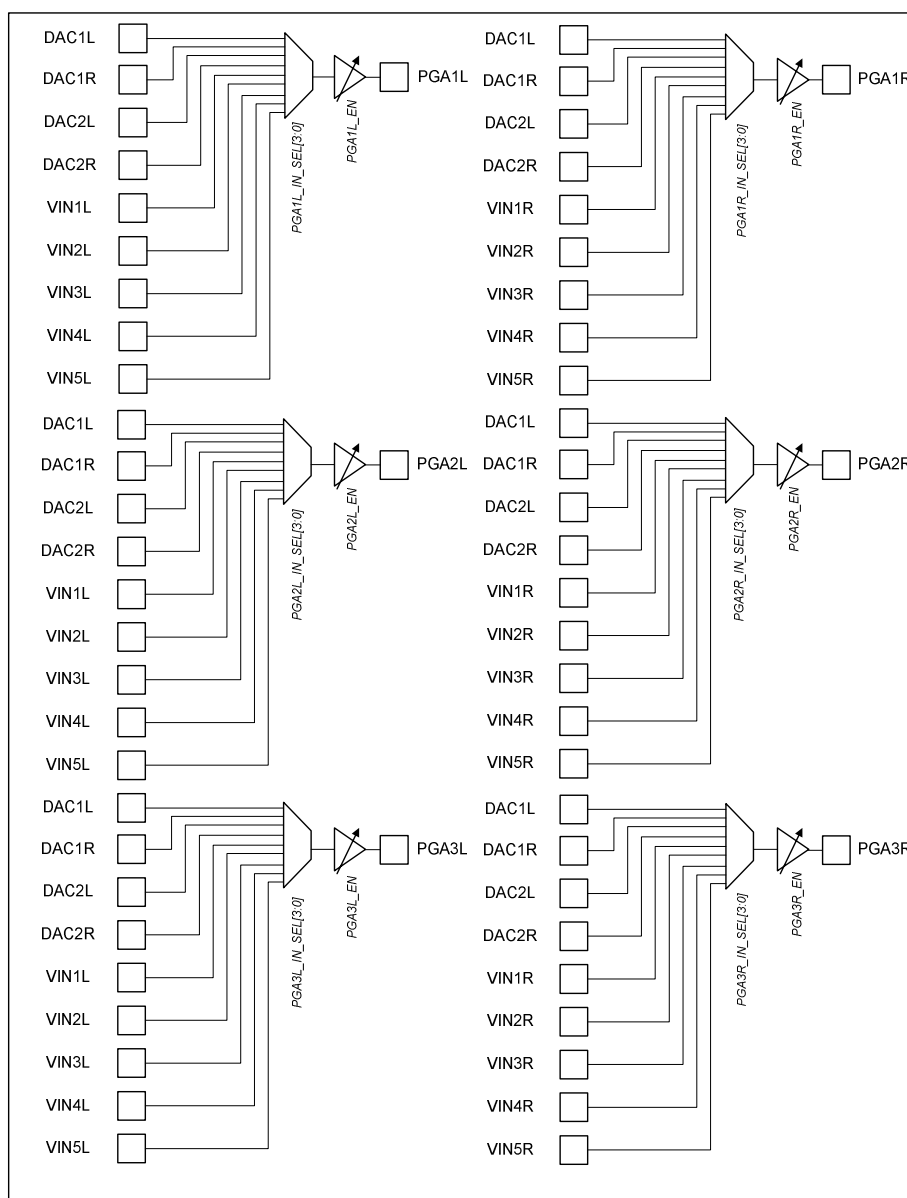 DAC1L
DAC1R
DAC2L
DAC2R
VIN1L
VIN2L
VIN3L
VIN4L
VIN5L
PGA1L_IN_SEL[3:0]
PGA1L_EN
PGA1L
DAC1L
DAC1R
DAC2L
DAC2R
VIN1R
VIN2R
VIN3R
VIN4R
VIN5R
PGA1R_IN_SEL[3:0]
PGA1R_EN
PGA1R
DAC1L
DAC1R
DAC2L
DAC2R
VIN1L
VIN2L
VIN3L
VIN4L
VIN5L
PGA2L_IN_SEL[3:0]
PGA2L_EN
PGA2L
DAC1L
DAC1R
DAC2L
DAC2R
VIN1R
VIN2R
VIN3R
VIN4R
VIN5R
PGA2R_IN_SEL[3:0]
PGA2R_EN
PGA2R
DAC1L
DAC1R
DAC2L
DAC2R
VIN1L
VIN2L
VIN3L
VIN4L
VIN5L
PGA3L_IN_SEL[3:0]
PGA3L_EN
PGA3L
DAC1L
DAC1R
DAC2L
DAC2R
VIN1R
VIN2R
VIN3R
VIN4R
VIN5R
PGA3R_IN_SEL[3:0]
PGA3R_EN
PGA3R